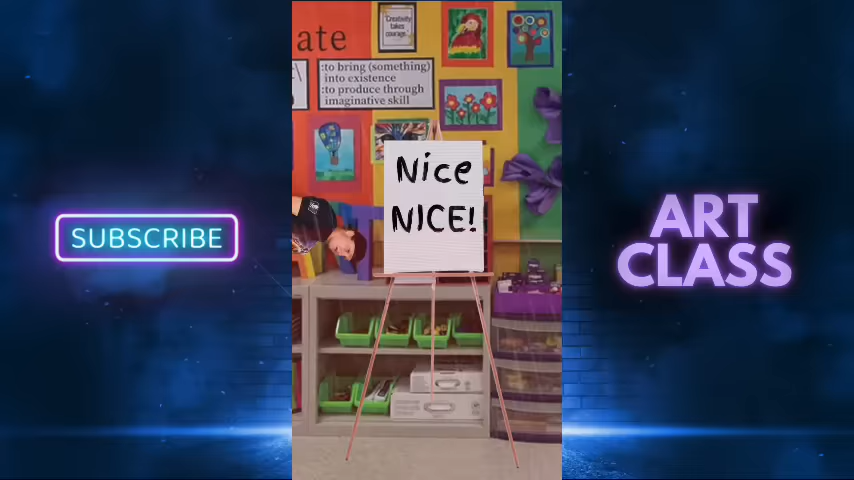 SUBSCRIBE
ate
"Creativity
takes
courage."
:to bring (something)
into existence
:to produce through
imaginative skill
Nice
NICE!
ART
CLASS